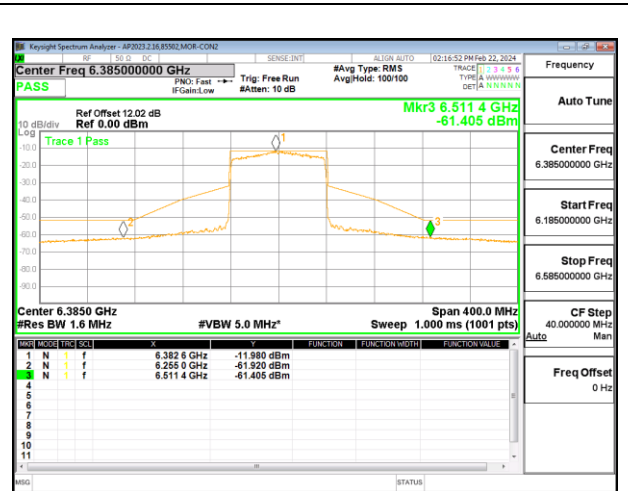 Keysight Spectrum Analyzer - AP2023.2.16,85502,MOR-CON2
RF 50 Ω DC SENSE:INT ALIGN AUTO 02:16:52 PM Feb 22, 2024
Center Freq 6.385000000 GHz #Avg Type: RMS TRACE 1 2 3 4 5 6
PASS PNO: Fast Trig: Free Run Avg|Hold: 100/100 TYPE A WWWWW
IFGain:Low #Atten: 10 dB DET A N N N N N
Mkr3 6.511 4 GHz
-61.405 dBm
Ref Offset 12.02 dB
10 dB/div Ref 0.00 dBm
Log
Trace 1 Pass
1
2
3
-10.0
-20.0
-30.0
-40.0
-50.0
-60.0
-70.0
-80.0
-90.0
Center 6.3850 GHz Span 400.0 MHz
#Res BW 1.6 MHz #VBW 5.0 MHz* Sweep 1.000 ms (1001 pts)
MKR MODE TRC SCL X Y FUNCTION FUNCTION WIDTH FUNCTION VALUE
1 N 1 f 6.382 6 GHz -11.980 dBm
2 N 1 f 6.255 0 GHz -61.920 dBm
3 N 1 f 6.511 4 GHz -61.405 dBm
4
5
6
7
8
9
10
11
MSG STATUS
Frequency
Auto Tune
Center Freq
6.385000000 GHz
Start Freq
6.185000000 GHz
Stop Freq
6.585000000 GHz
CF Step
40.000000 MHz
Auto Man
Freq Offset
0 Hz